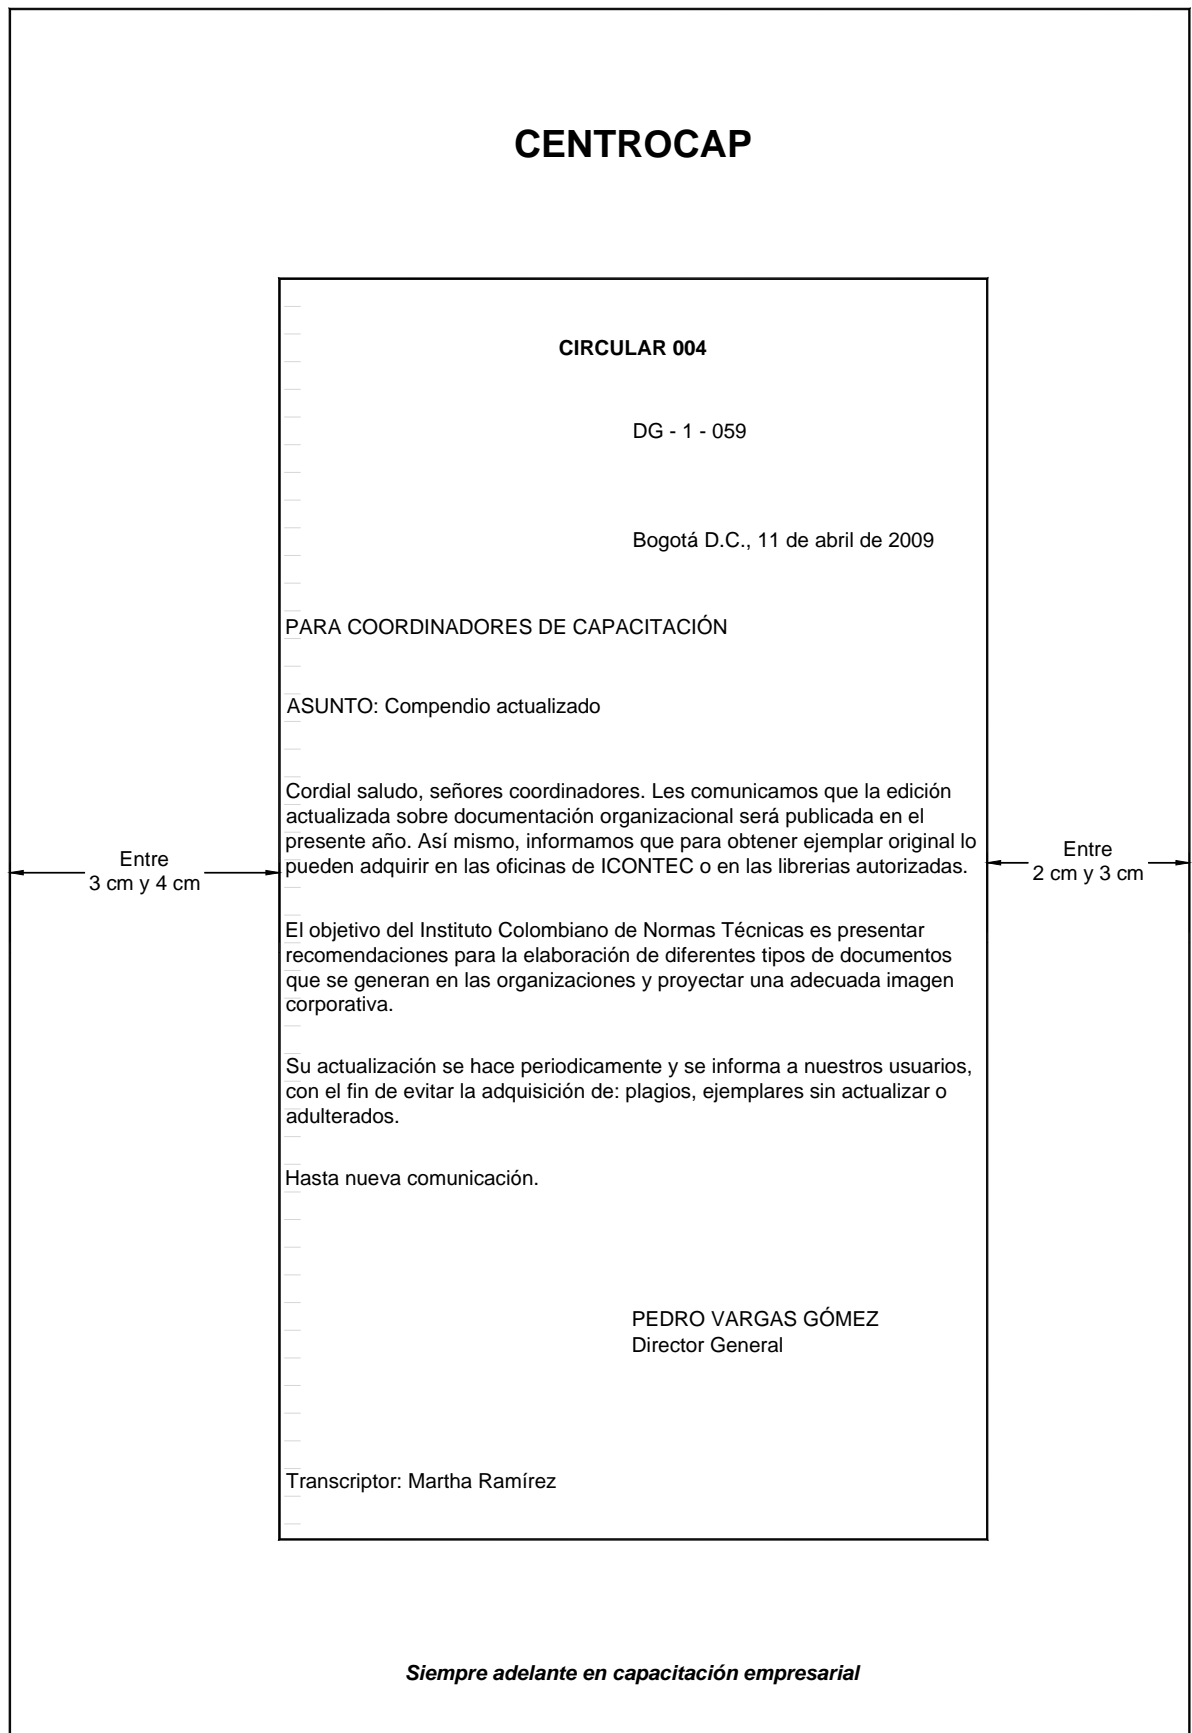 CENTROCAP
CIRCULAR 004
DG - 1 - 059
Bogotá D.C., 11 de abril de 2009
PARA COORDINADORES DE CAPACITACIÓN
ASUNTO: Compendio actualizado
Cordial saludo, señores coordinadores. Les comunicamos que la edición
actualizada sobre documentación organizacional será publicada en el
presente año. Así mismo, informamos que para obtener ejemplar original lo
pueden adquirir en las oficinas de ICONTEC o en las librerias autorizadas.
Entre
3 cm y 4 cm
Entre
2 cm y 3 cm
El objetivo del Instituto Colombiano de Normas Técnicas es presentar
recomendaciones para la elaboración de diferentes tipos de documentos
que se generan en las organizaciones y proyectar una adecuada imagen
corporativa.
Su actualización se hace periodicamente y se informa a nuestros usuarios,
con el fin de evitar la adquisición de: plagios, ejemplares sin actualizar o
adulterados.
Hasta nueva comunicación.
PEDRO VARGAS GÓMEZ
Director General
Transcriptor: Martha Ramírez
Siempre adelante en capacitación empresarial